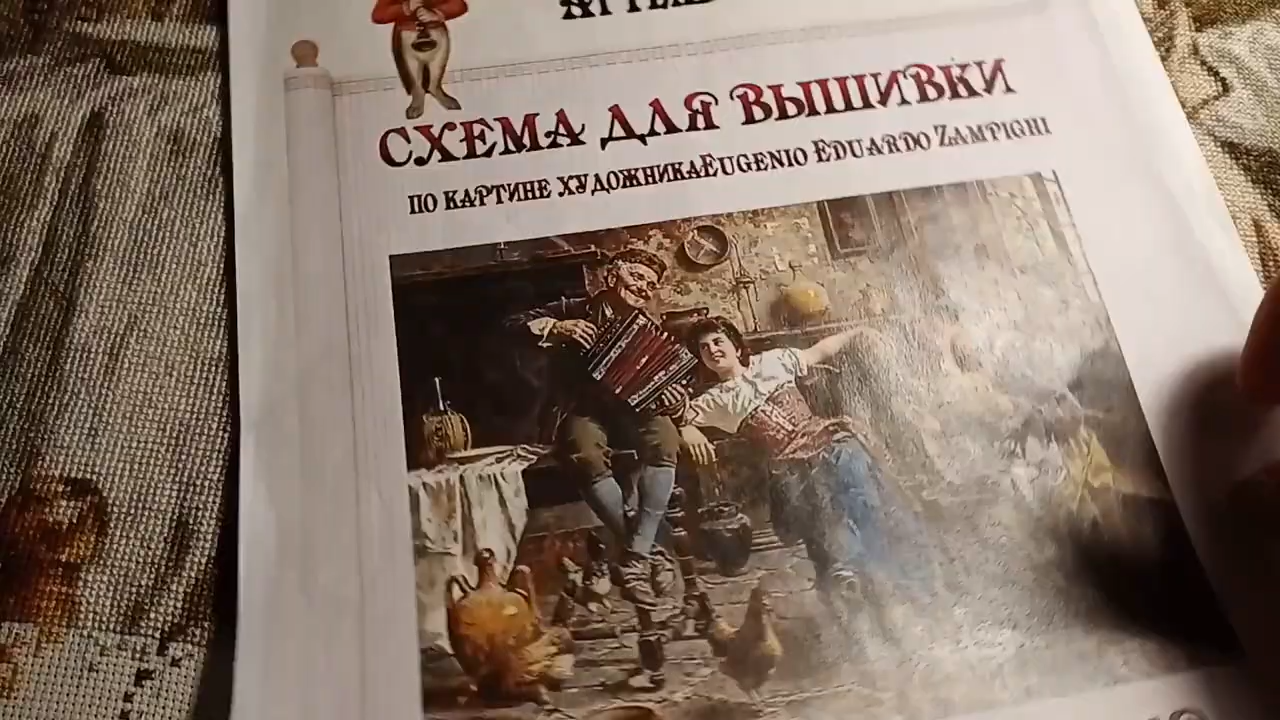 СХЕМА ДЛЯ ВЫШИВКИ
ПО КАРТИНЕ ХУДОЖНИКАEUGENIO EDUARDO ZAMPIGHI